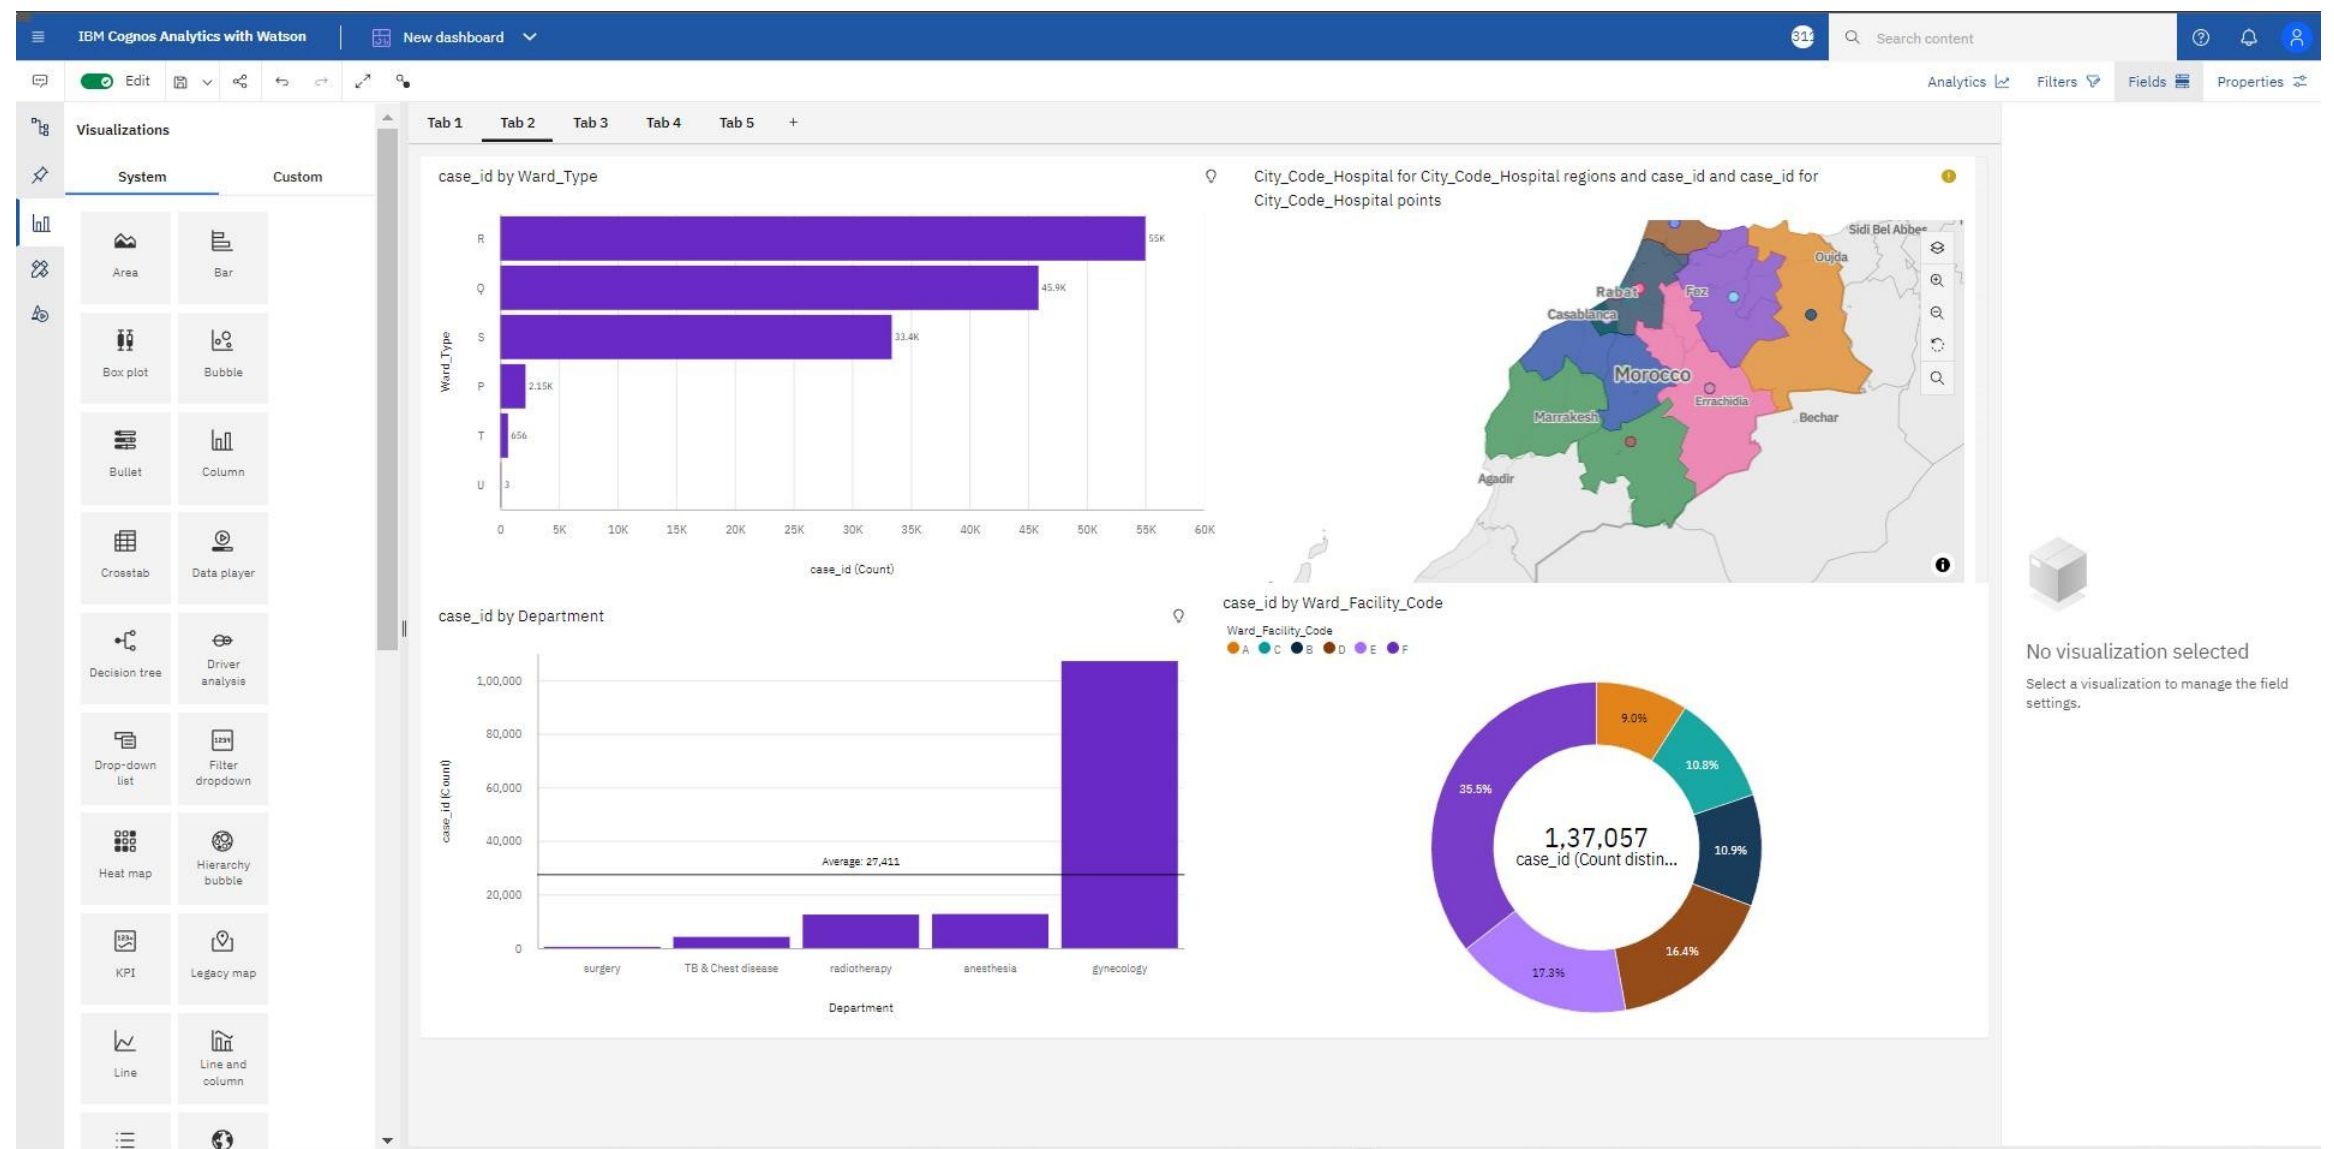 IBM Cognos Analytics with Watson
New dashboard
311
Search content
Edit
Analytics
Filters
Fields
Properties
Visualizations
System
Custom
Area
Bar
Box plot
Bubble
Bullet
Column
Crosstab
Data player
Decision tree
Driver
analysis
Drop-down
list
1234
Filter
dropdown
Heat map
Hierarchy
bubble
KPI
Legacy map
Line
Line and
column
Tab 1
Tab 2
Tab 3
Tab 4
Tab 5
+
case_id by Ward_Type
Ward_Type
R
55K
Q
45.9K
S
33.4K
P
2.15K
T
656
U
3
0
5K
10K
15K
20K
25K
30K
35K
40K
45K
50K
55K
60K
case_id (Count)
City_Code_Hospital for City_Code_Hospital regions and case_id and case_id for
City_Code_Hospital points
Sidi Bel Abbes
Oujda
Rabat
Fez
Casablanca
Morocco
Errachidia
Marrakesh
Bechar
Agadir
case_id by Department
case_id (Count)
1,00,000
80,000
60,000
40,000
20,000
0
Average: 27,411
surgery
TB & Chest disease
radiotherapy
anesthesia
gynecology
Department
case_id by Ward_Facility_Code
Ward_Facility_Code
A C B D E F
9.0%
10.8%
10.9%
16.4%
17.3%
35.5%
1,37,057
case_id (Count distin...
No visualization selected
Select a visualization to manage the field
settings.